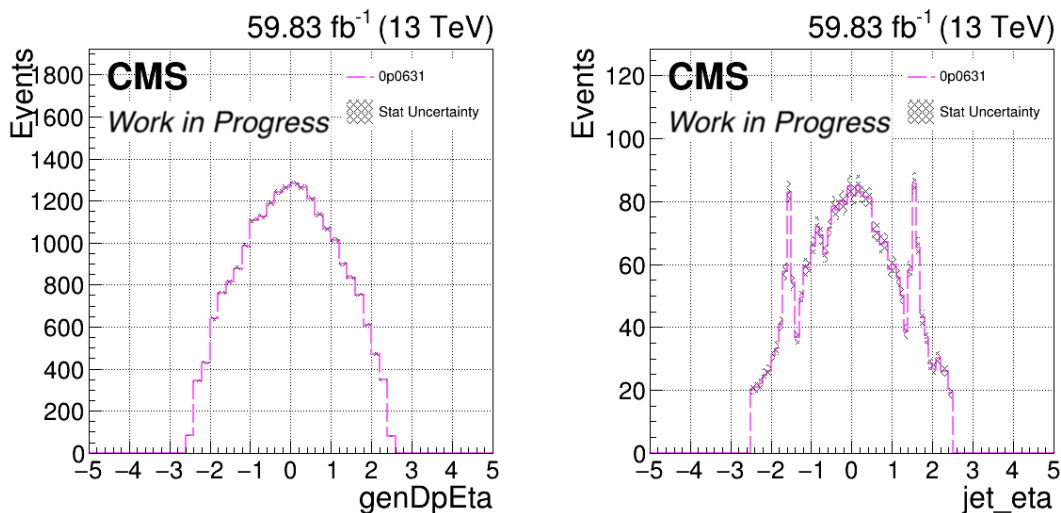 59.83 fb-1 (13 TeV)
Events
1800
1600
1400
1200
1000
800
600
400
200
0
CMS
Work in Progress
0p0631
Stat Uncertainty
−5 −4 −3 −2 −1 0 1 2 3 4 5
genDpEta
59.83 fb-1 (13 TeV)
Events
120
100
80
60
40
20
0
CMS
Work in Progress
0p0631
Stat Uncertainty
−5 −4 −3 −2 −1 0 1 2 3 4 5
jet_eta